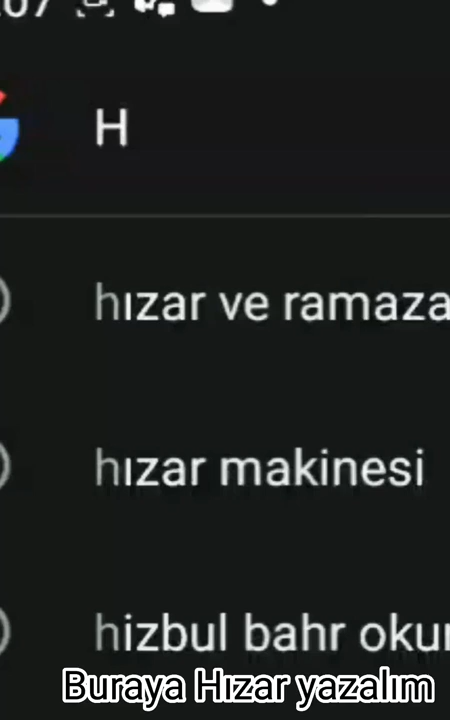 H
hızar ve ramaza
hızar makinesi
hizbul bahr oku
Buraya Hızar yazalım